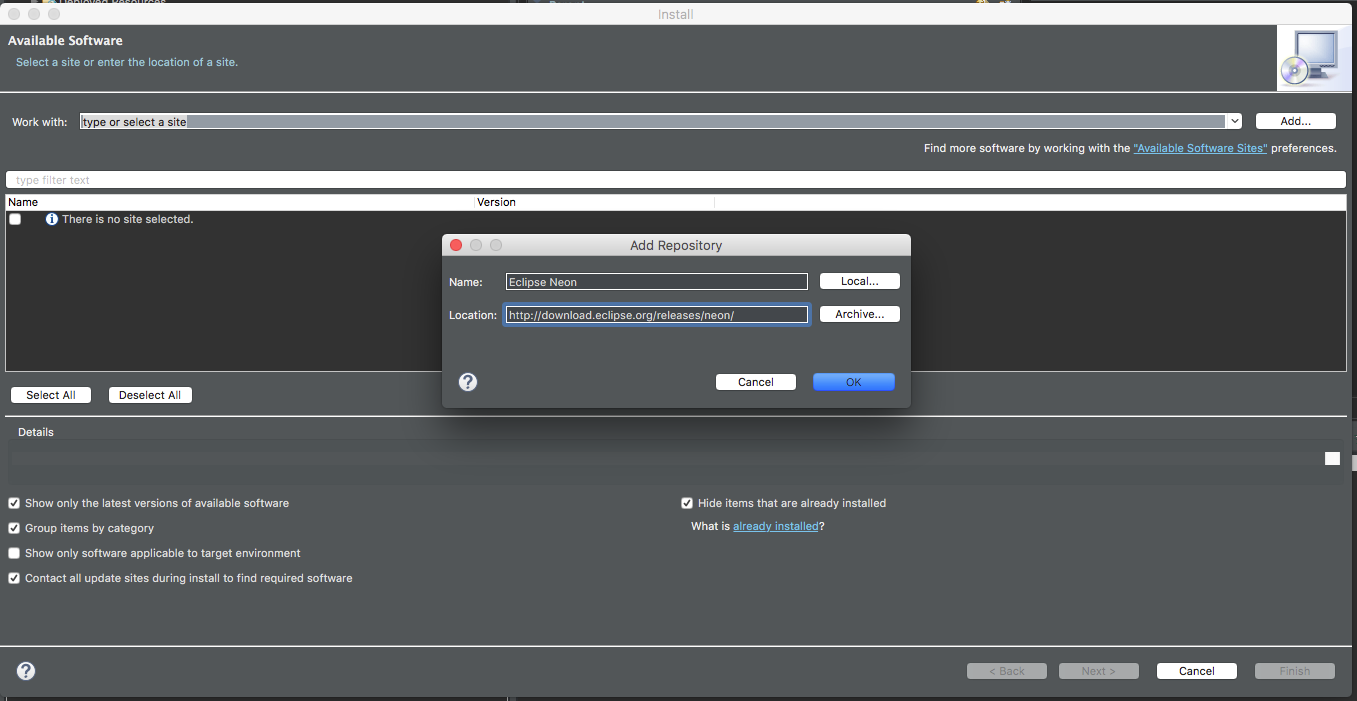 Deployed Resources
Install
Available Software
Select a site or enter the location of a site.
Work with: type or select a site Add...
Find more software by working with the "Available Software Sites" preferences.
type filter text
Name Version
There is no site selected.
Add Repository
Name: Eclipse Neon Local...
Location: http://download.eclipse.org/releases/neon/ Archive...
? Cancel OK
Select All Deselect All
Details
Show only the latest versions of available software Hide items that are already installed
Group items by category What is already installed?
Show only software applicable to target environment
Contact all update sites during install to find required software
? < Back Next > Cancel Finish